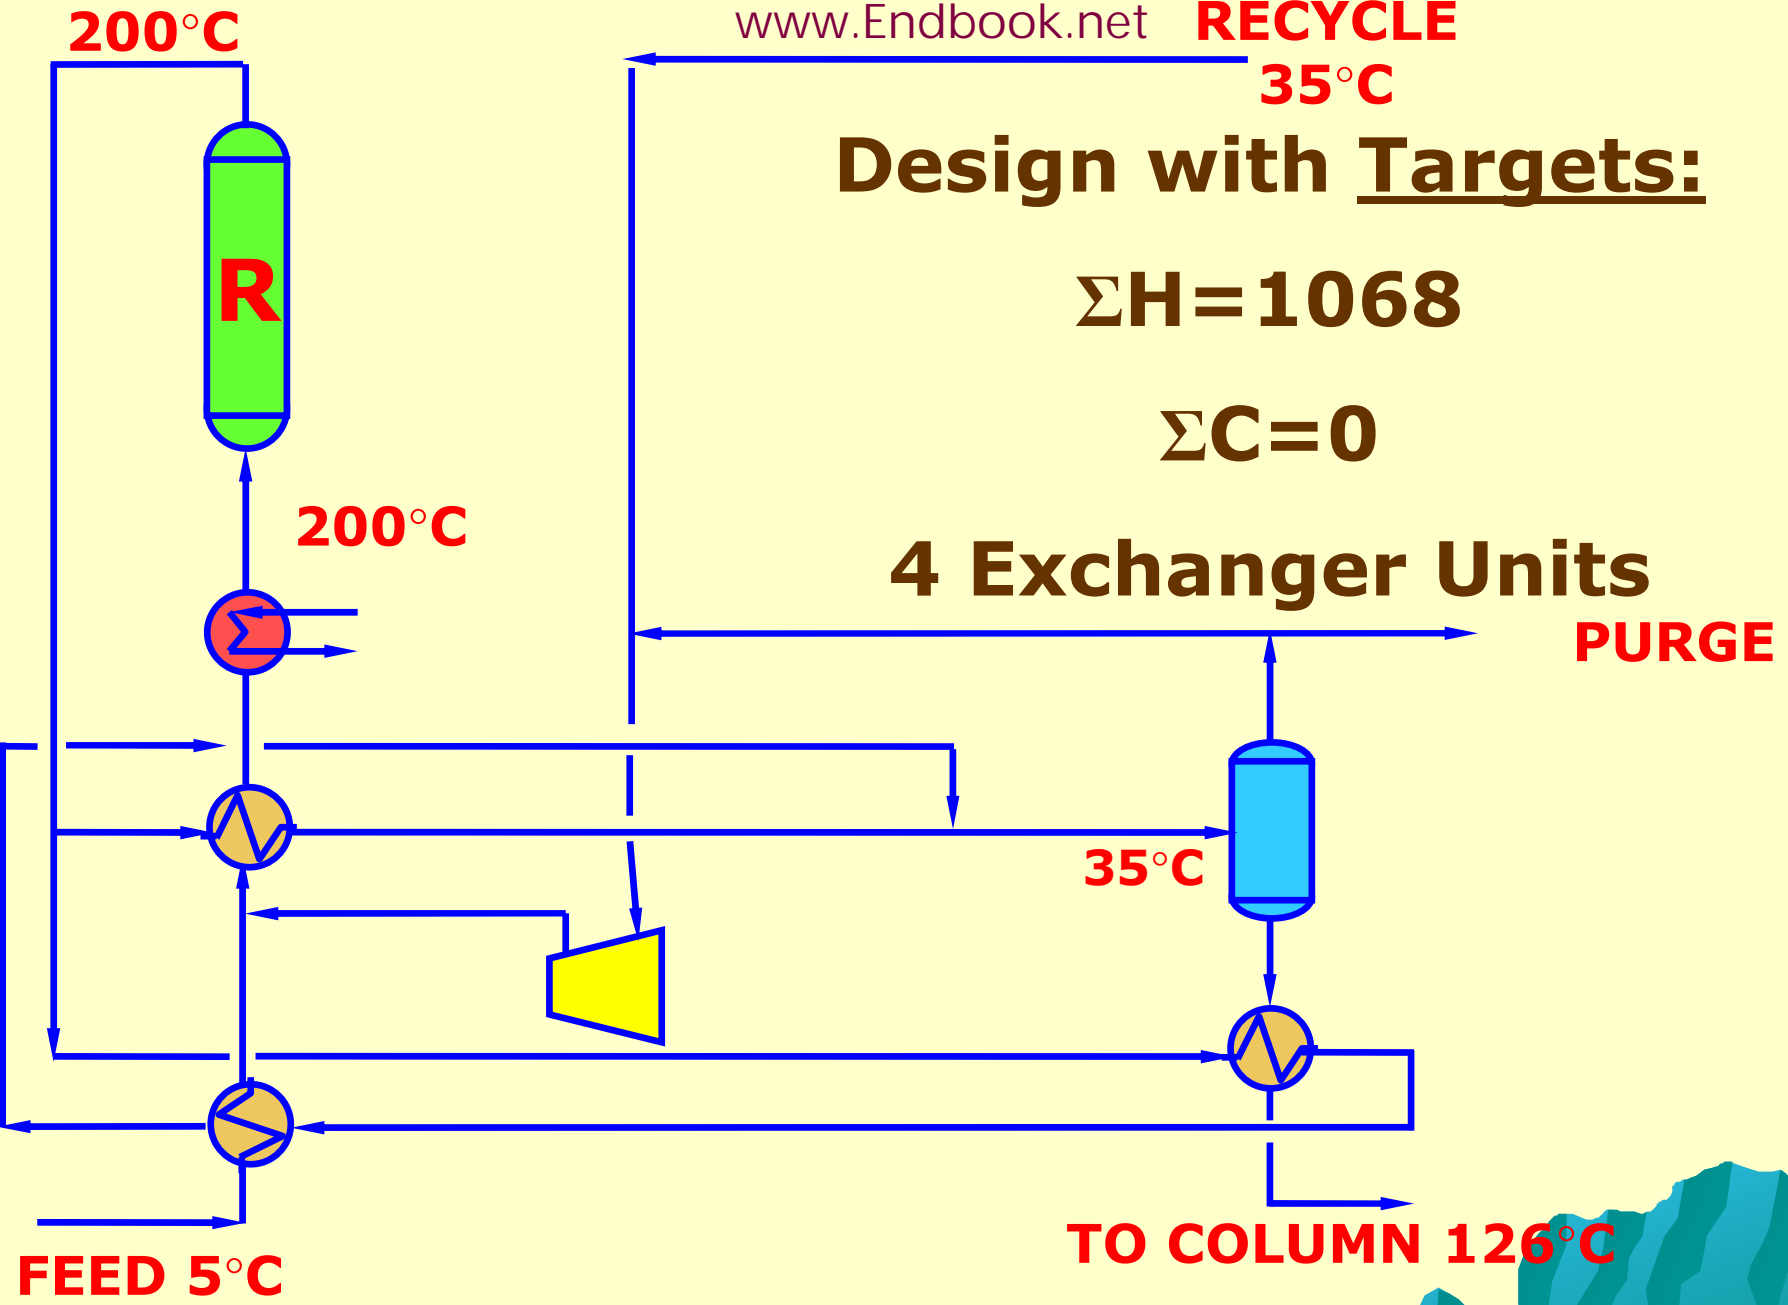 www.Endbook.net
RECYCLE
200°C
35°C
Design with Targets:
R
ΣH=1068
ΣC=0
200°C
4 Exchanger Units
PURGE
35°C
TO COLUMN 126°C
FEED 5°C